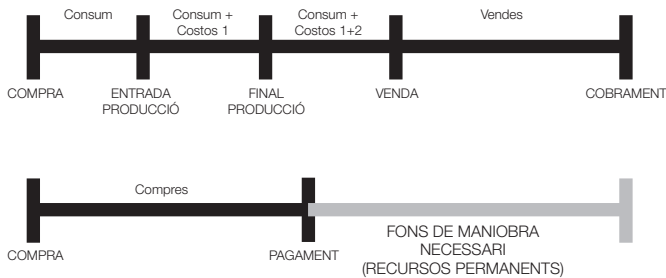 Consum
Consum +
Costos 1
Consum +
Costos 1+2
Vendes
COMPRA
ENTRADA
PRODUCCIÓ
FINAL
PRODUCCIÓ
VENDA
COBRAMENT
Compres
COMPRA
PAGAMENT
FONS DE MANIOBRA
NECESSARI
(RECURSOS PERMANENTS)